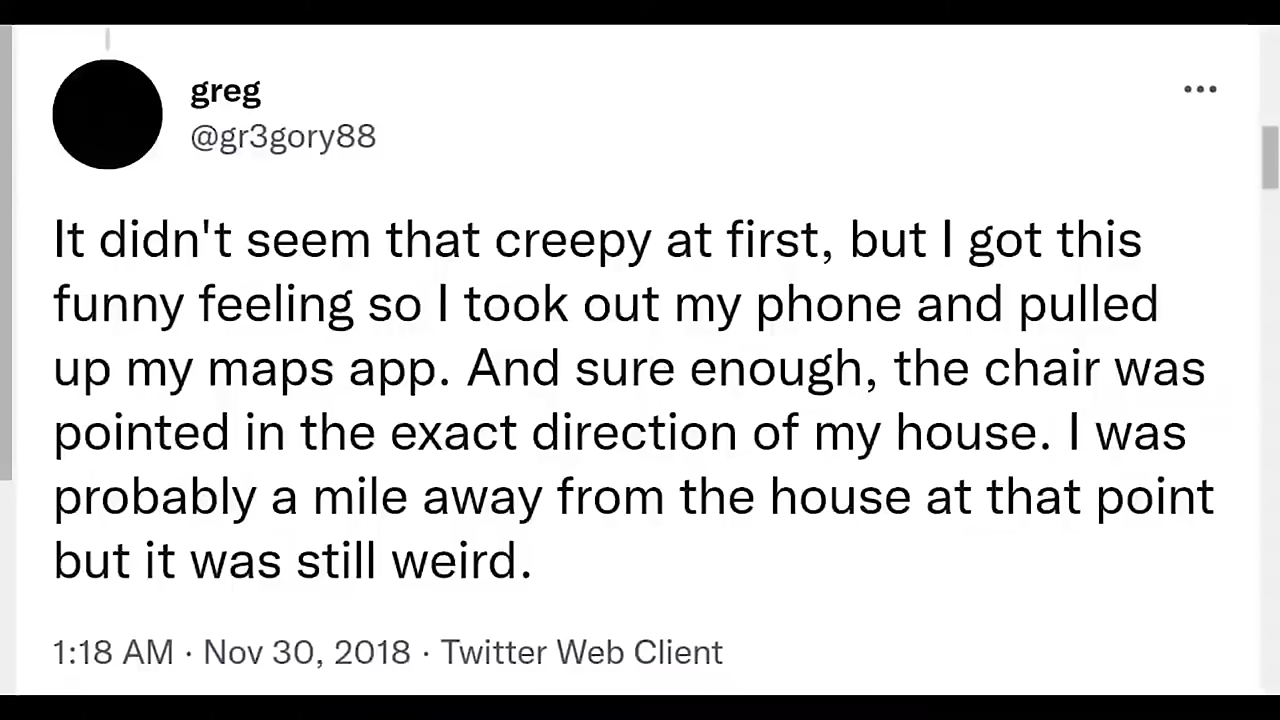 greg
@gr3gory88
It didn't seem that creepy at first, but I got this
funny feeling so I took out my phone and pulled
up my maps app. And sure enough, the chair was
pointed in the exact direction of my house. I was
probably a mile away from the house at that point
but it was still weird.
1:18 AM · Nov 30, 2018 · Twitter Web Client